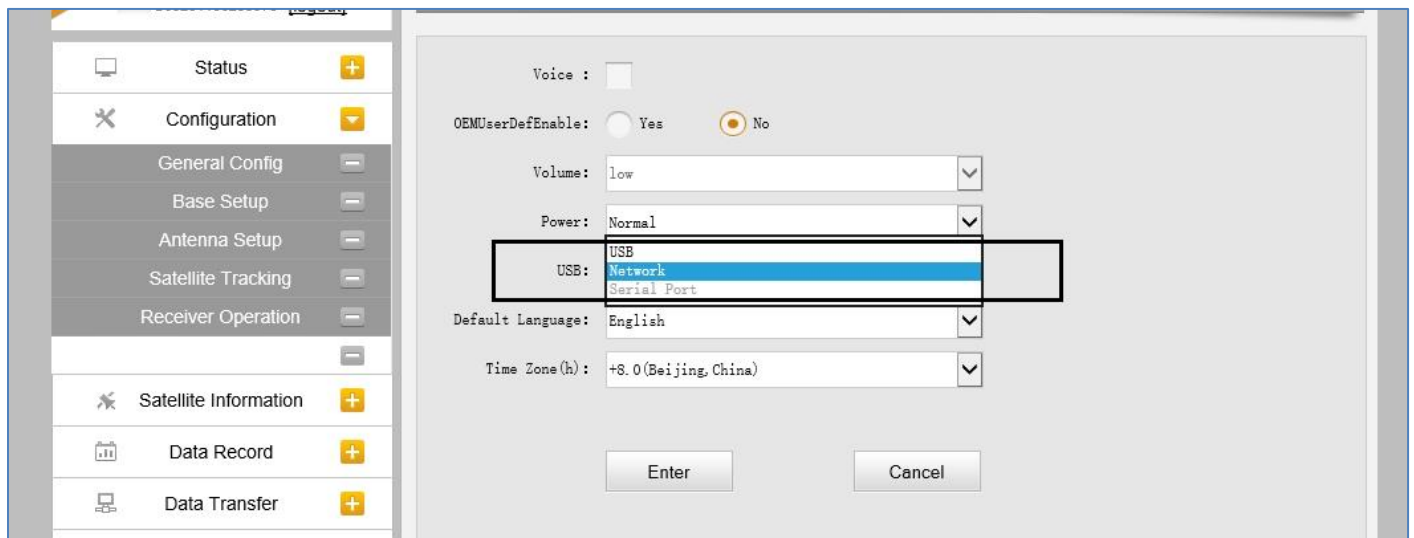 Status
Configuration
General Config
Base Setup
Antenna Setup
Satellite Tracking
Receiver Operation
Satellite Information
Data Record
Data Transfer
Voice :
OEMUserDefEnable: Yes No
Volume: low
Power: Normal
USB
USB: Network
Serial Port
Default Language: English
Time Zone(h): +8.0(Beijing,China)
Enter Cancel